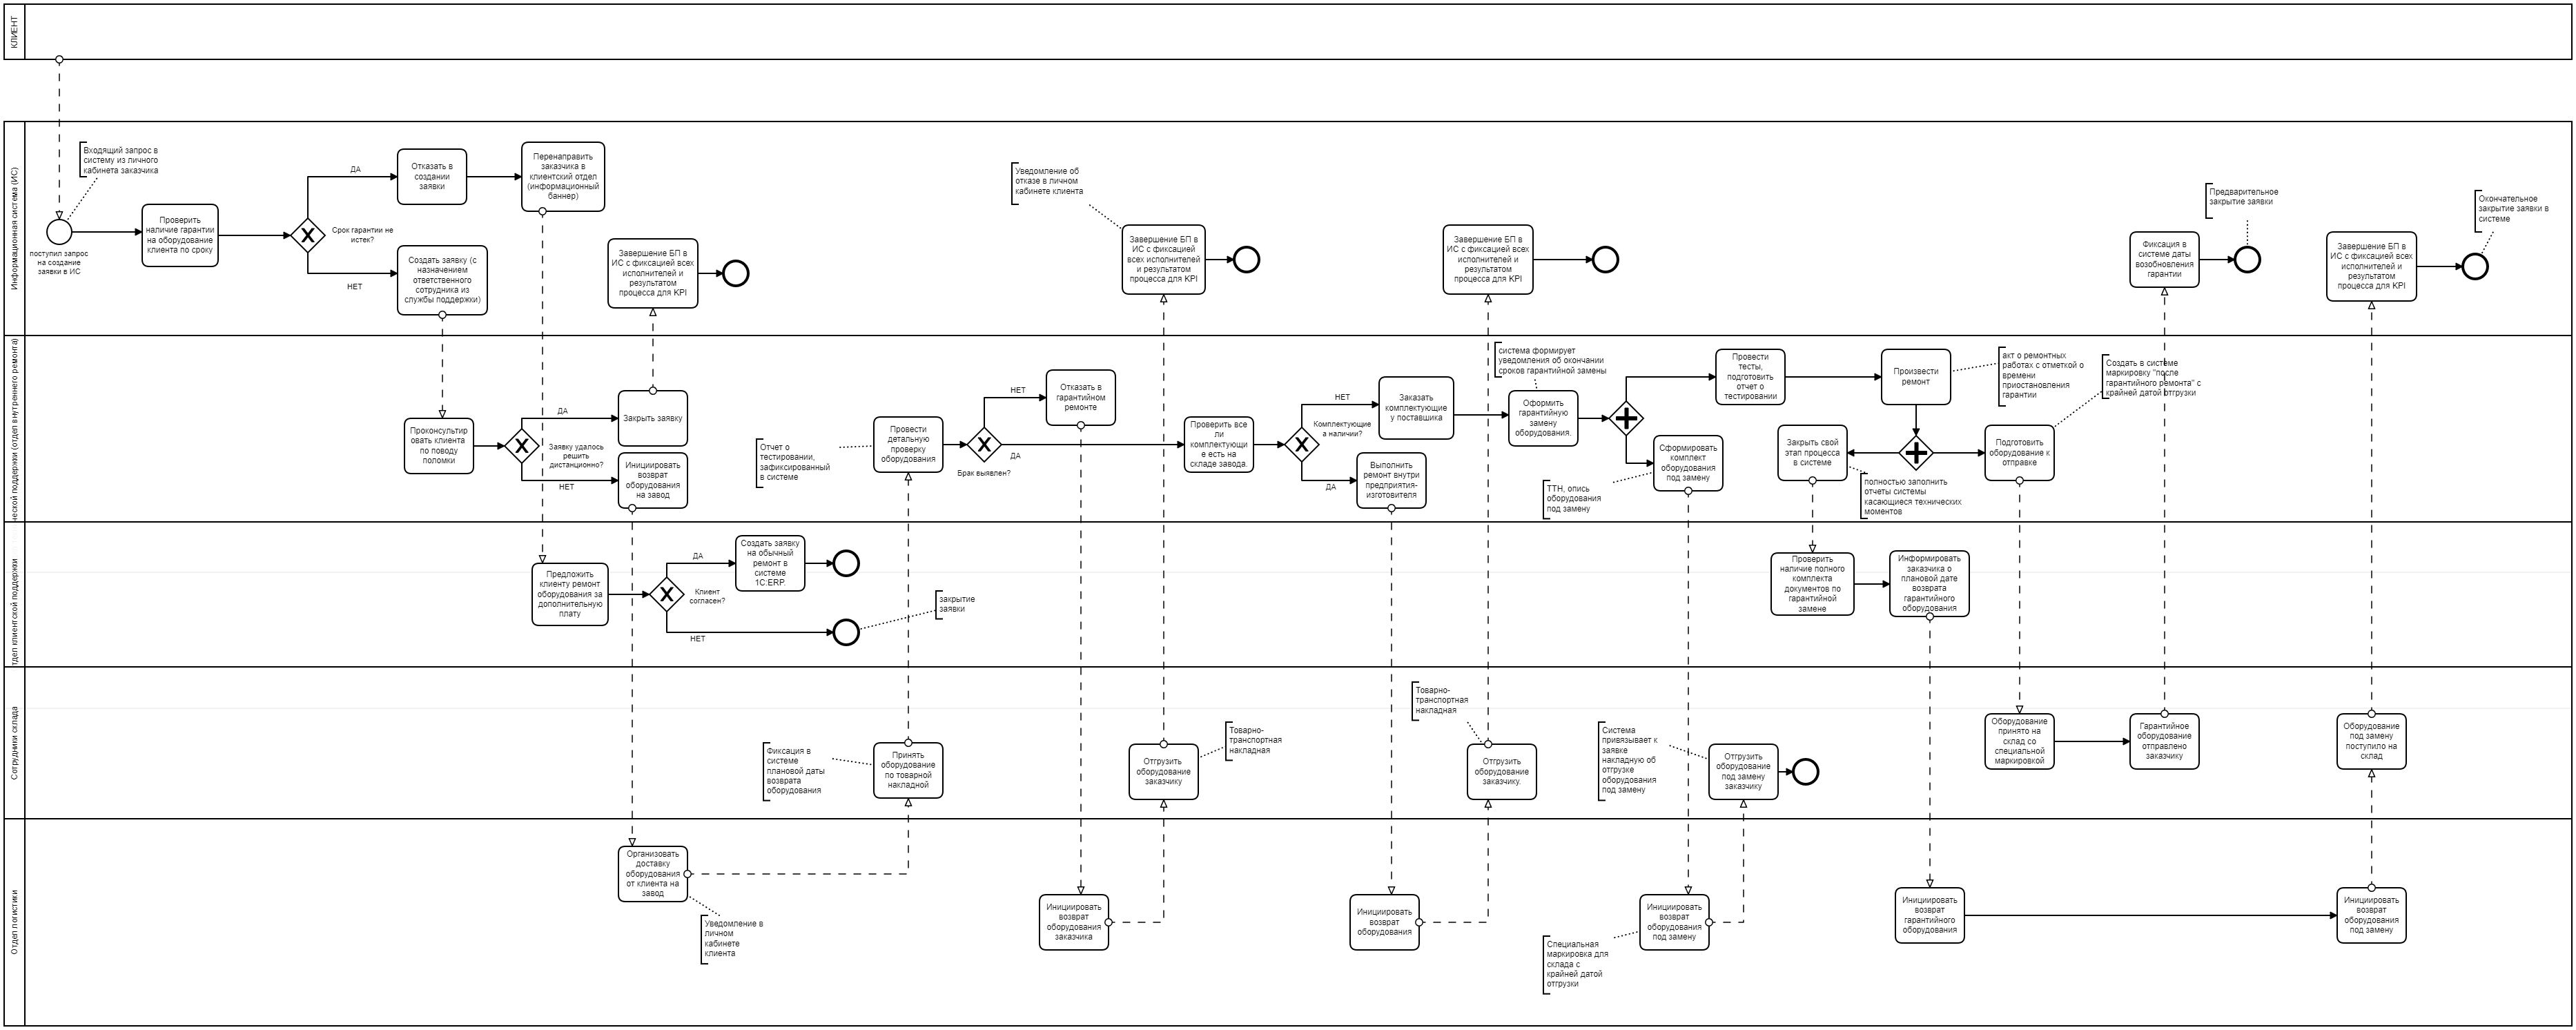 КЛИЕНТ
Информационная система (ИС)
Входящий запрос в
систему из личного
кабинета заказчика
поступил запрос
на создание
заявки в ИС
Проверить
наличие гарантии
на оборудование
клиента по сроку
Срок гарантии не
истек?
ДА
НЕТ
Отказать в
создании
заявки
Перенаправить
заказчика в
клиентский отдел
(информационный
баннер)
Создать заявку (с
назначением
ответственного
сотрудника из
службы поддержки)
Завершение БП в
ИС с фиксацией всех
исполнителей и
результатом
процесса для KPI
Уведомление об
отказе в личном
кабинете клиента
Завершение БП в
ИС с фиксацией
всех исполнителей
и результатом
процесса для KPI
Завершение БП в
ИС с фиксацией всех
исполнителей и
результатом
процесса для KPI
Предварительное
закрытие заявки
Фиксация в
системе даты
возобновления
гарантии
Окончательное
закрытие заявки в
системе
Завершение БП в
ИС с фиксацией всех
исполнителей и
результатом
процесса для KPI
ческой поддержки (отдел внутреннего ремонта)
Проконсультир
овать клиента
по поводу
поломки
ДА
Заявку удалось
решить
дистанционно?
НЕТ
Закрыть заявку
Инициировать
возврат
оборудования
на завод
Отчет о
тестировании,
зафиксированный
в системе
Провести
детальную
проверку
оборудования
НЕТ
ДА
Брак выявлен?
Отказать в
гарантийном
ремонте
Проверить все
ли
комплектующи
е есть на
складе завода.
НЕТ
Комплектующие
а наличии?
ДА
Заказать
комплектующие
у поставщика
Выполнить
ремонт внутри
предприятия-
изготовителя
система формирует
уведомления об окончании
сроков гарантийной замены
Оформить
гарантийную
замену
оборудования.
ТТН, опись
оборудования
под замену
Сформировать
комплект
оборудования
под замену
Провести
тесты,
подготовить
отчет о
тестировании
Произвести
ремонт
акт о ремонтных
работах с отметкой о
времени
приостановления
гарантии
Создать в системе
маркировку "после
гарантийного ремонта" с
крайней датой отгрузки
Закрыть свой
этап процесса
в системе
Подготовить
оборудование к
отправке
полностью заполнить
отчеты системы
касающиеся технических
моментов
тдел клиентской поддержки
Предложить
клиенту ремонт
оборудования за
дополнительную
плату
ДА
Клиент
согласен?
НЕТ
Создать заявку
на обычный
ремонт в
системе
1С:ERP.
закрытие
заявки
Проверить
наличие полного
комплекта
документов по
гарантийной
замене
Информировать
заказчика о
плановой дате
возврата
гарантийного
оборудования
Сотрудники склада
Фиксация в
системе
плановой даты
возврата
оборудования
Принять
оборудование
по товарной
накладной
Отгрузить
оборудование
заказчику
Товарно-
транспортная
накладная
Товарно-
транспортная
накладная
Отгрузить
оборудование
заказчику.
Система
привязывает к
заявке
накладную об
отгрузке
оборудования
под замену
Отгрузить
оборудование
под замену
заказчику
Оборудование
принято на
склад со
специальной
маркировкой
Гарантийное
оборудование
отправлено
заказчику
Оборудование
под замену
поступило на
склад
Отдел логистики
Организовать
доставку
оборудования
от клиента на
завод
Уведомление в
личном
кабинете
клиента
Инициировать
возврат
оборудования
заказчика
Инициировать
возврат
оборудования
Специальная
маркировка для
склада с
крайней датой
отгрузки
Инициировать
возврат
оборудования
под замену
Инициировать
возврат
гарантийного
оборудования
Инициировать
возврат
оборудования
под замену